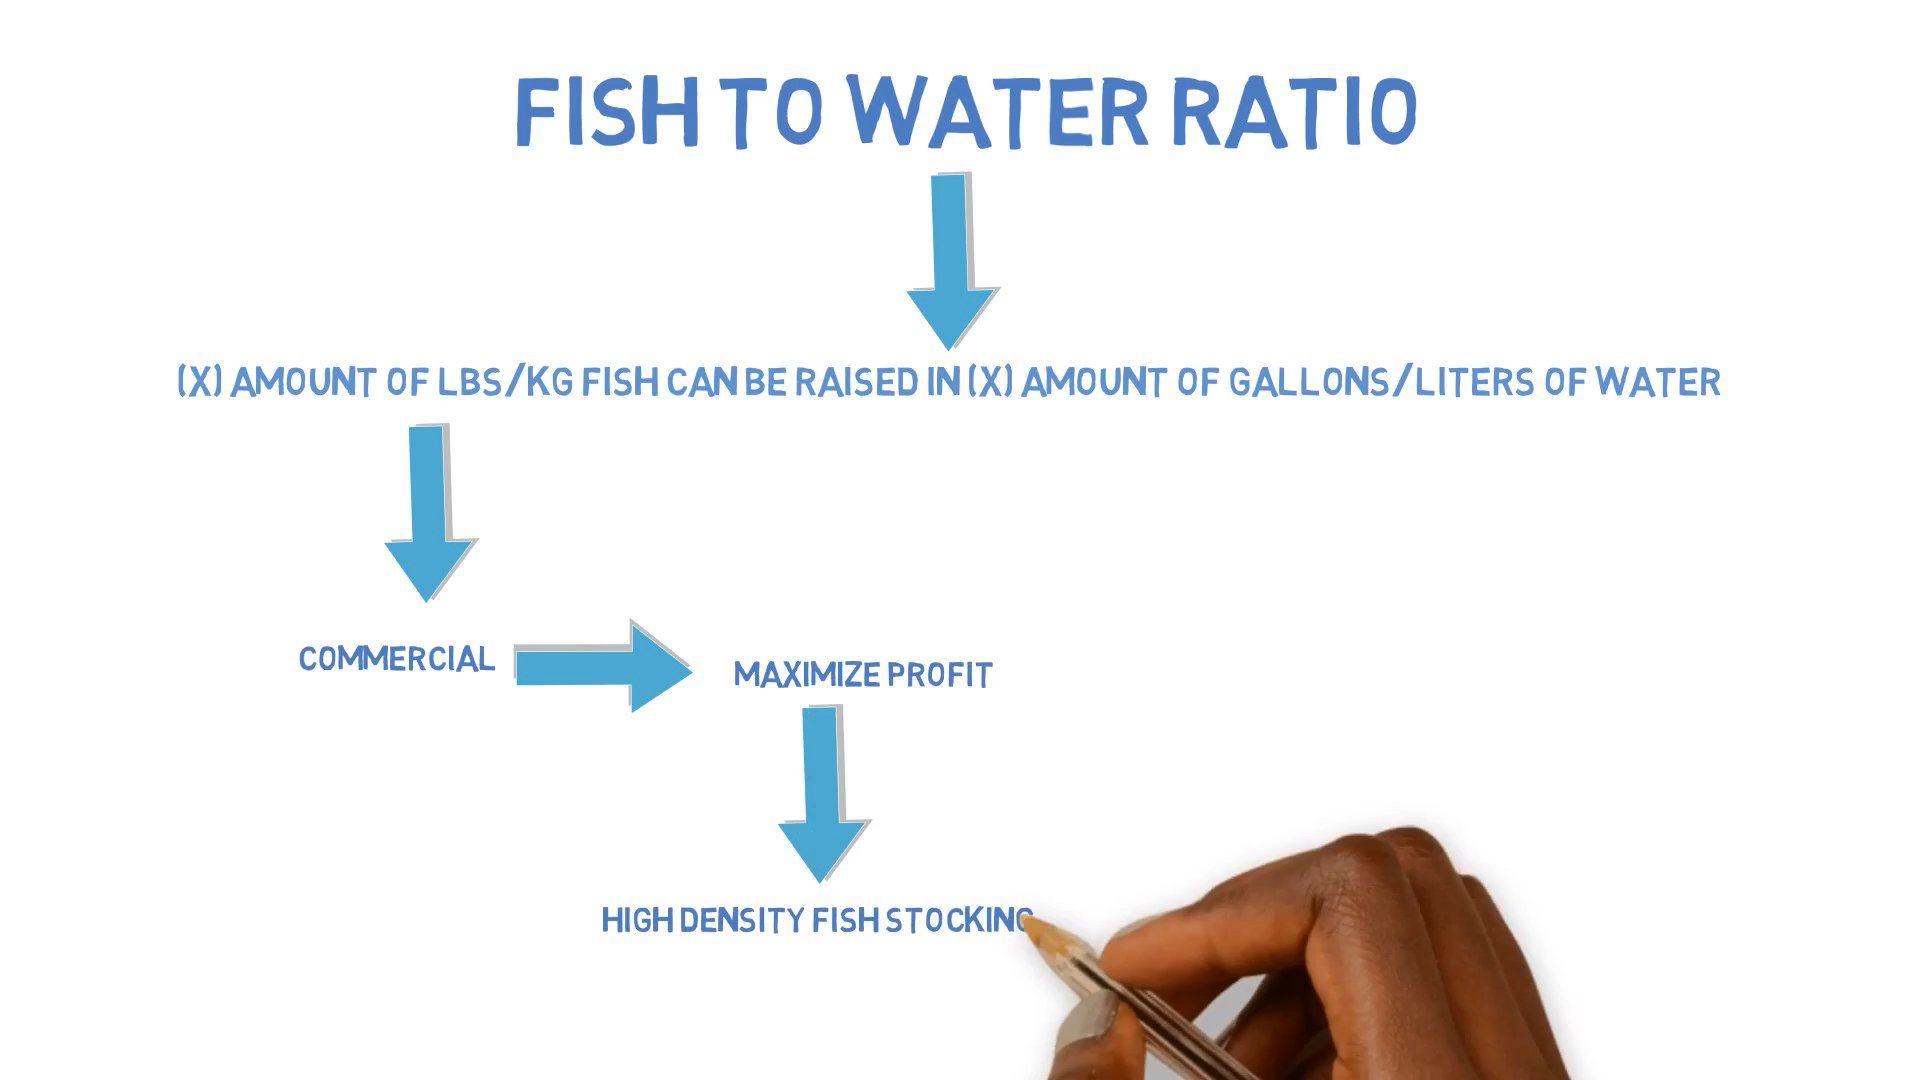 FISH TO WATER RATIO
(X) AMOUNT OF LBS/KG FISH CAN BE RAISED IN (X) AMOUNT OF GALLONS/LITERS OF WATER
COMMERCIAL
MAXIMIZE PROFIT
HIGH DENSITY FISH STOCKING